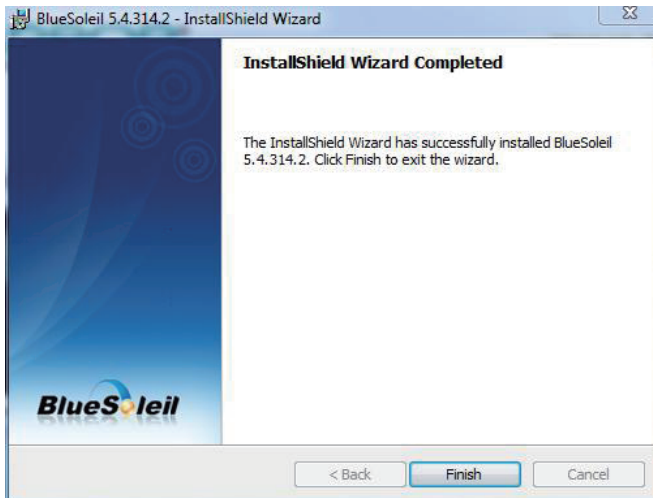 BlueSoleil 5.4.314.2 - InstallShield Wizard
InstallShield Wizard Completed
The InstallShield Wizard has successfully installed BlueSoleil
5.4.314.2. Click Finish to exit the wizard.
BlueSoleil
< Back
Finish
Cancel